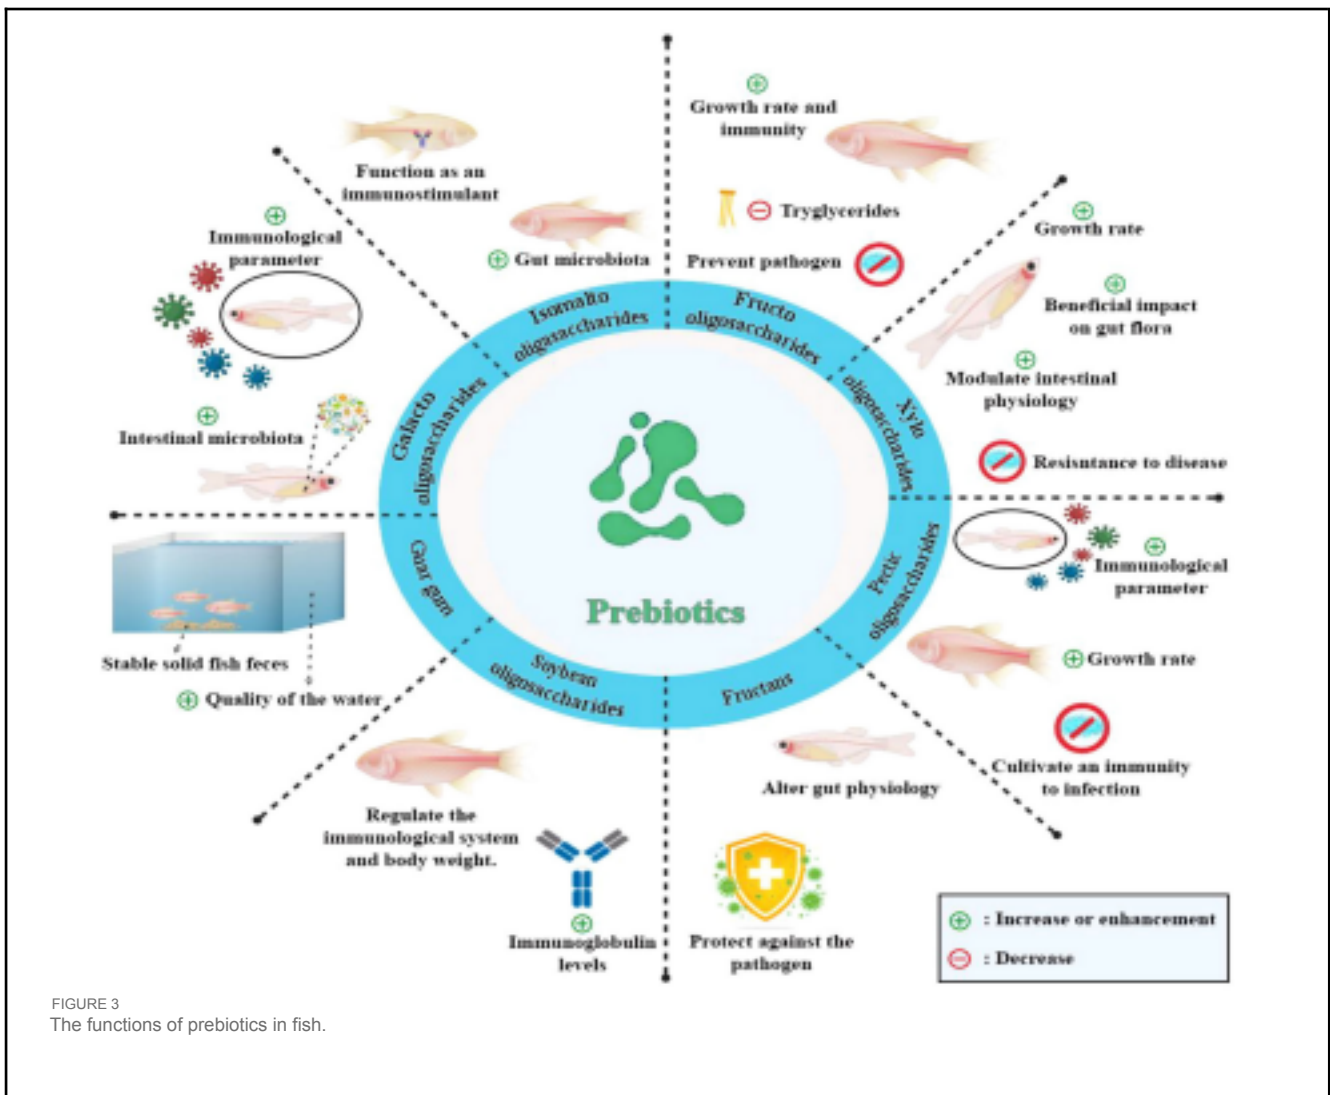 Growth rate and
immunity
Tryglycerides
Prevent pathogen
Growth rate
Beneficial impact
on gut flora
Modulate intestinal
physiology
Resisntance to disease
Immunological
parameter
Growth rate
Cultivate an immunity
to infection
Alter gut physiology
Protect against the
pathogen
Regulate the
immunological system
and body weight.
Immunoglobulin
levels
Stable solid fish feces
Quality of the water
Immunological
parameter
Intestinal microbiota
Function as an
immunostimulant
Gut microbiota
Isomalto
oligasaccharides
Fructo
oligosaccharides
Xylo
oligosaccharides
Pectic
oligosaccharides
Fructans
Soybean
oligosaccharides
Guar gum
Galacto
oligosaccharides
Prebiotics
: Increase or enhancement
: Decrease
FIGURE 3
The functions of prebiotics in fish.